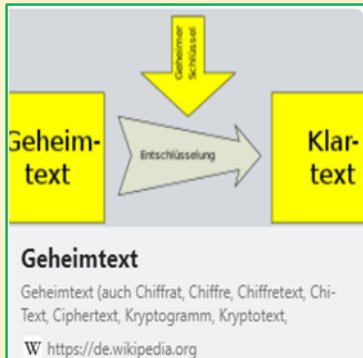 Geheimer
Schlüssel
Geheim-
text
Entschlüsselung
Klar-
text
Geheimtext
Geheimtext (auch Chiffrat, Chiffre, Chiffretext, Chi-
Text, Ciphertext, Kryptogramm, Kryptotext,
W https://de.wikipedia.org